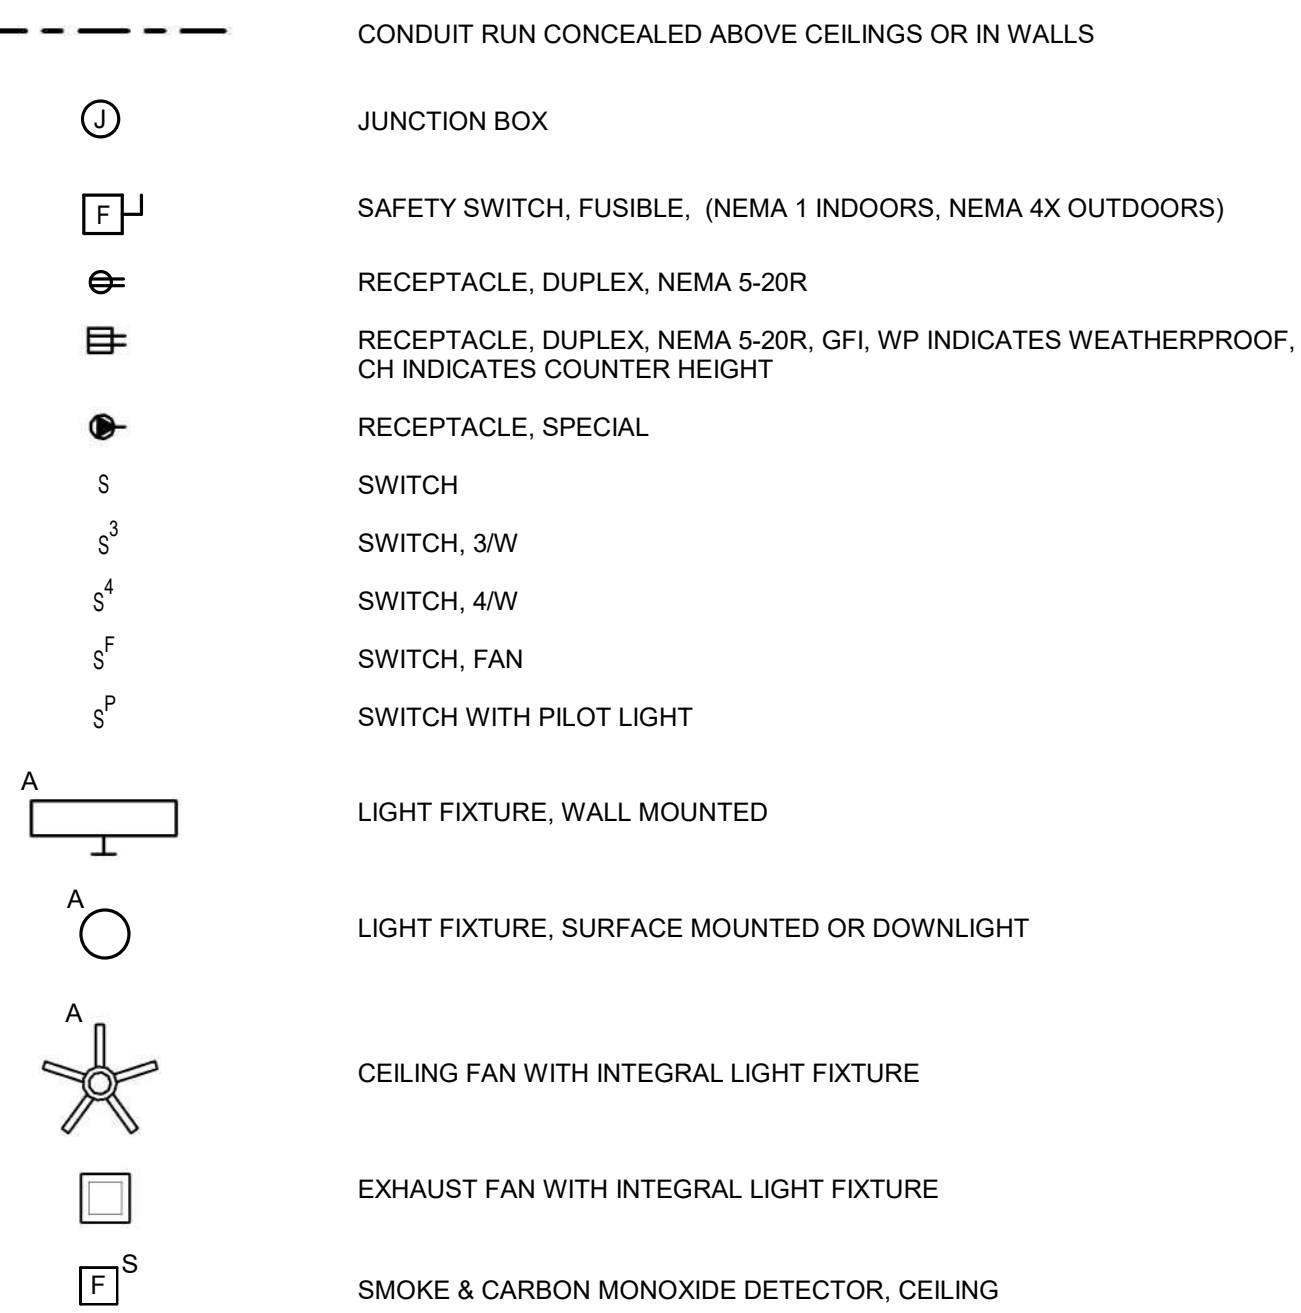 CONDUIT RUN CONCEALED ABOVE CEILINGS OR IN WALLS
J JUNCTION BOX
F SAFETY SWITCH, FUSIBLE, (NEMA 1 INDOORS, NEMA 4X OUTDOORS)
RECEPTACLE, DUPLEX, NEMA 5-20R
RECEPTACLE, DUPLEX, NEMA 5-20R, GFI, WP INDICATES WEATHERPROOF,
CH INDICATES COUNTER HEIGHT
RECEPTACLE, SPECIAL
S SWITCH
S3 SWITCH, 3/W
S4 SWITCH, 4/W
SF SWITCH, FAN
SP SWITCH WITH PILOT LIGHT
A
LIGHT FIXTURE, WALL MOUNTED
A
LIGHT FIXTURE, SURFACE MOUNTED OR DOWNLIGHT
A
CEILING FAN WITH INTEGRAL LIGHT FIXTURE
EXHAUST FAN WITH INTEGRAL LIGHT FIXTURE
S
F SMOKE & CARBON MONOXIDE DETECTOR, CEILING